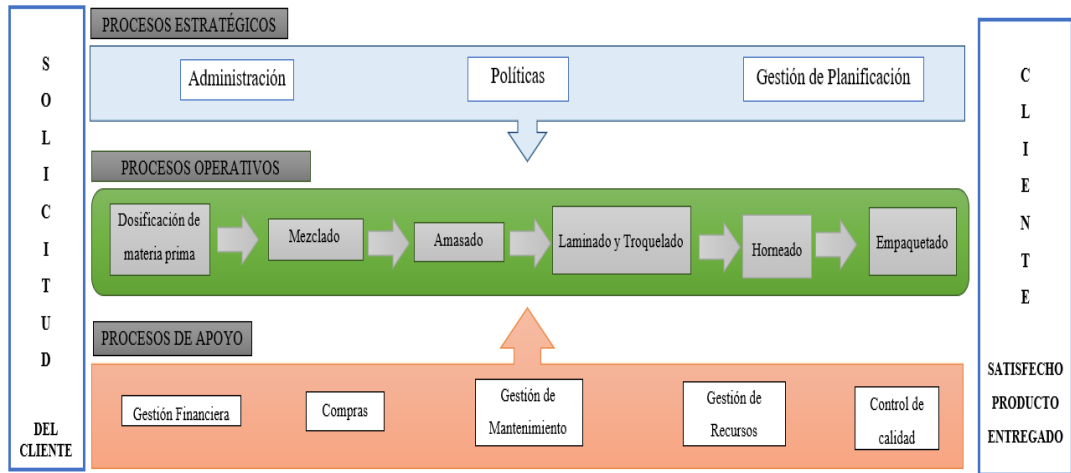 SOLICITUD
DEL
CLIENTE
PROCESOS ESTRATÉGICOS
Administración
Políticas
Gestión de Planificación
PROCESOS OPERATIVOS
Dosificación de
materia prima
Mezclado
Amasado
Laminado y Troquelado
Horneado
Empaquetado
PROCESOS DE APOYO
Gestión Financiera
Compras
Gestión de
Mantenimiento
Gestión de
Recursos
Control de
calidad
CLIENTE
SATISFECHO
PRODUCTO
ENTREGADO